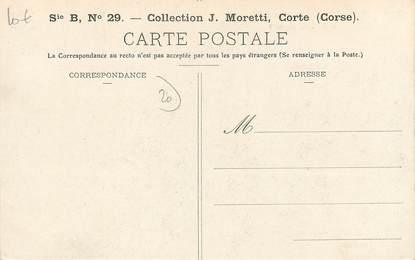 lot
Sie B, No 29. — Collection J. Moretti, Corte (Corse).
CARTE POSTALE
La Correspondance au recto n'est pas acceptée par tous les pays étrangers (Se renseigner à la Poste.)
CORRESPONDANCE
ADRESSE
20
M